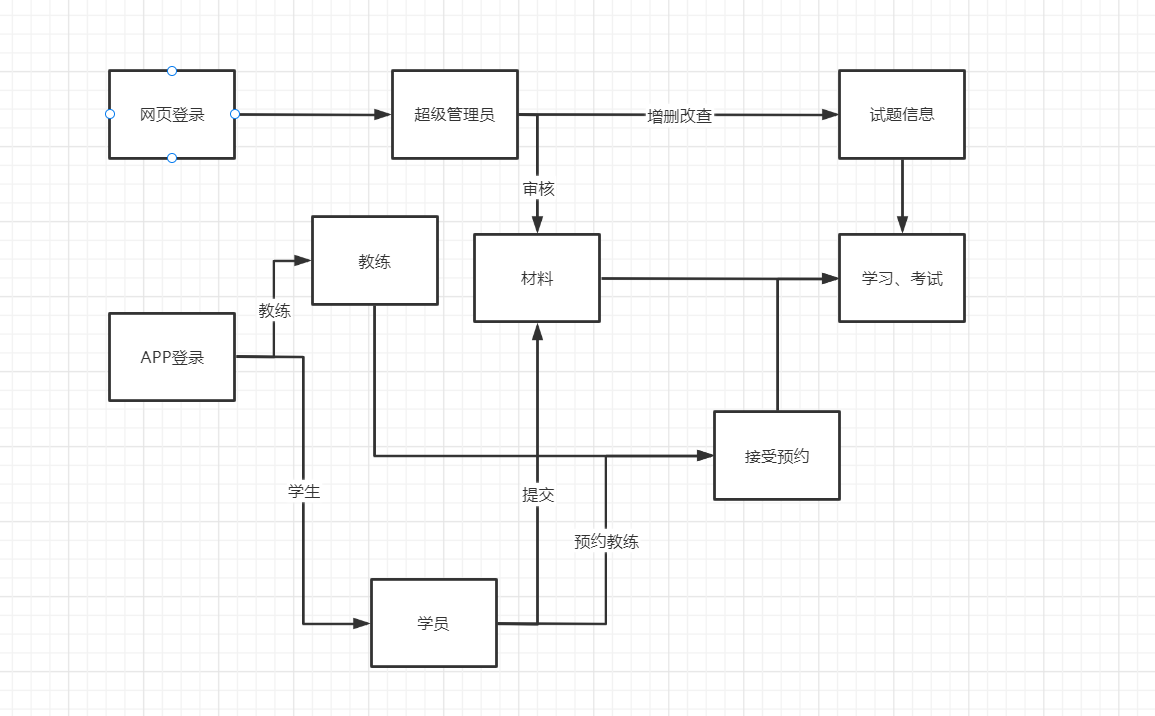 网页登录
超级管理员
增删改查
试题信息
审核
教练
材料
学习、考试
教练
APP登录
接受预约
学生
提交
预约教练
学员